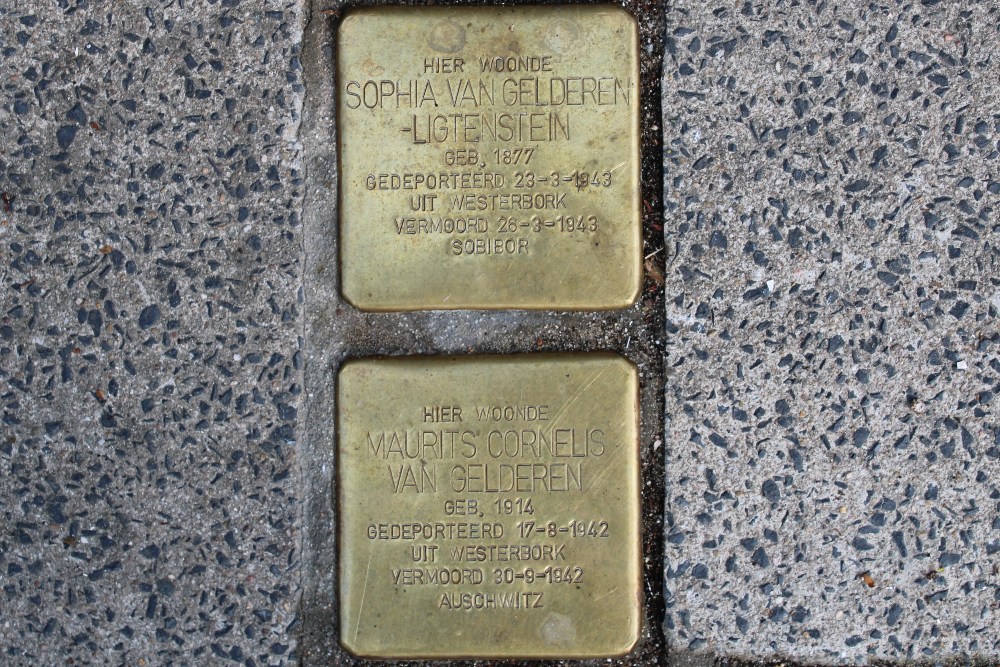 HIER WOONDE
SOPHIA VAN GELDEREN
-LIGTENSTEIN
GEB. 1877
GEDEPORTEERD 23-3-1943
UIT WESTERBORK
VERMOORD 26-3-1943
SOBIBOR
HIER WOONDE
MAURITS CORNELIS
VAN GELDEREN
GEB. 1914
GEDEPORTEERD 17-8-1942
UIT WESTERBORK
VERMOORD 30-9-1942
AUSCHWITZ